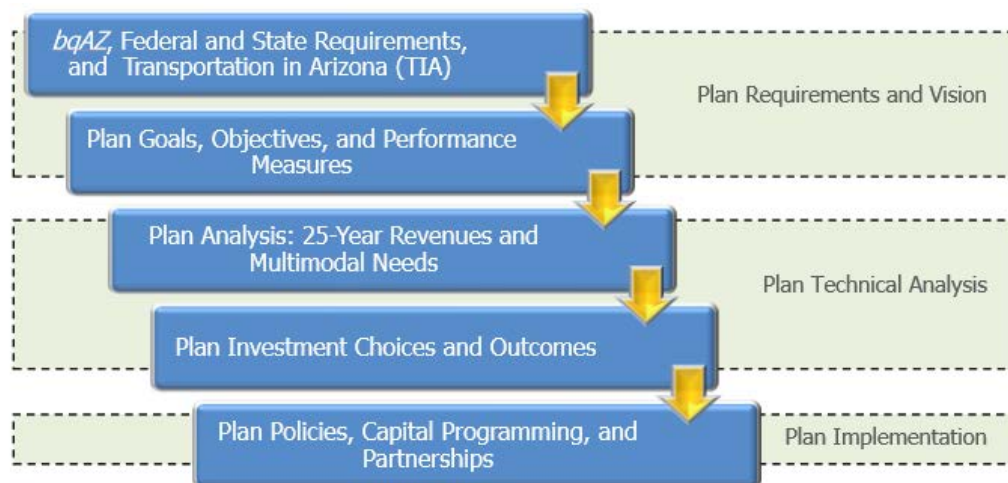 bqAZ, Federal and State Requirements,
and Transportation in Arizona (TIA)
Plan Requirements and Vision
Plan Goals, Objectives, and Performance
Measures
Plan Analysis: 25-Year Revenues and
Multimodal Needs
Plan Technical Analysis
Plan Investment Choices and Outcomes
Plan Policies, Capital Programming, and
Partnerships
Plan Implementation